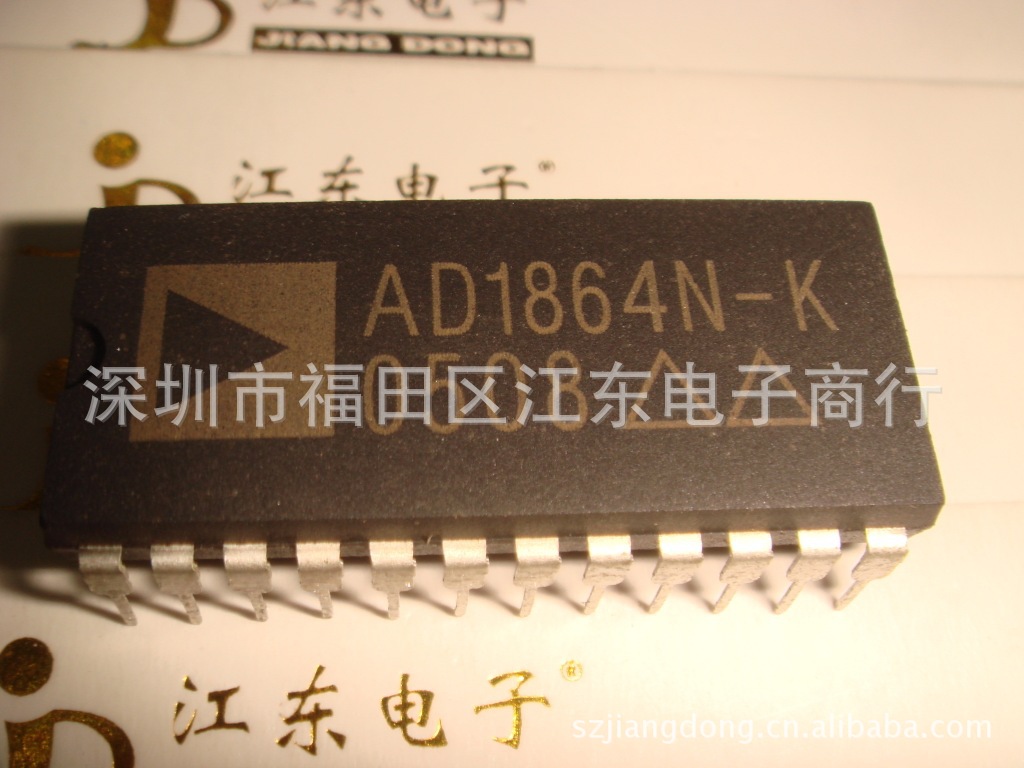 江东电子
JIANG DONG
江东电子®
AD1864N-K
深圳市福田区江东电子商行
江东电子®
szjiangdong.cn.alibaba.com